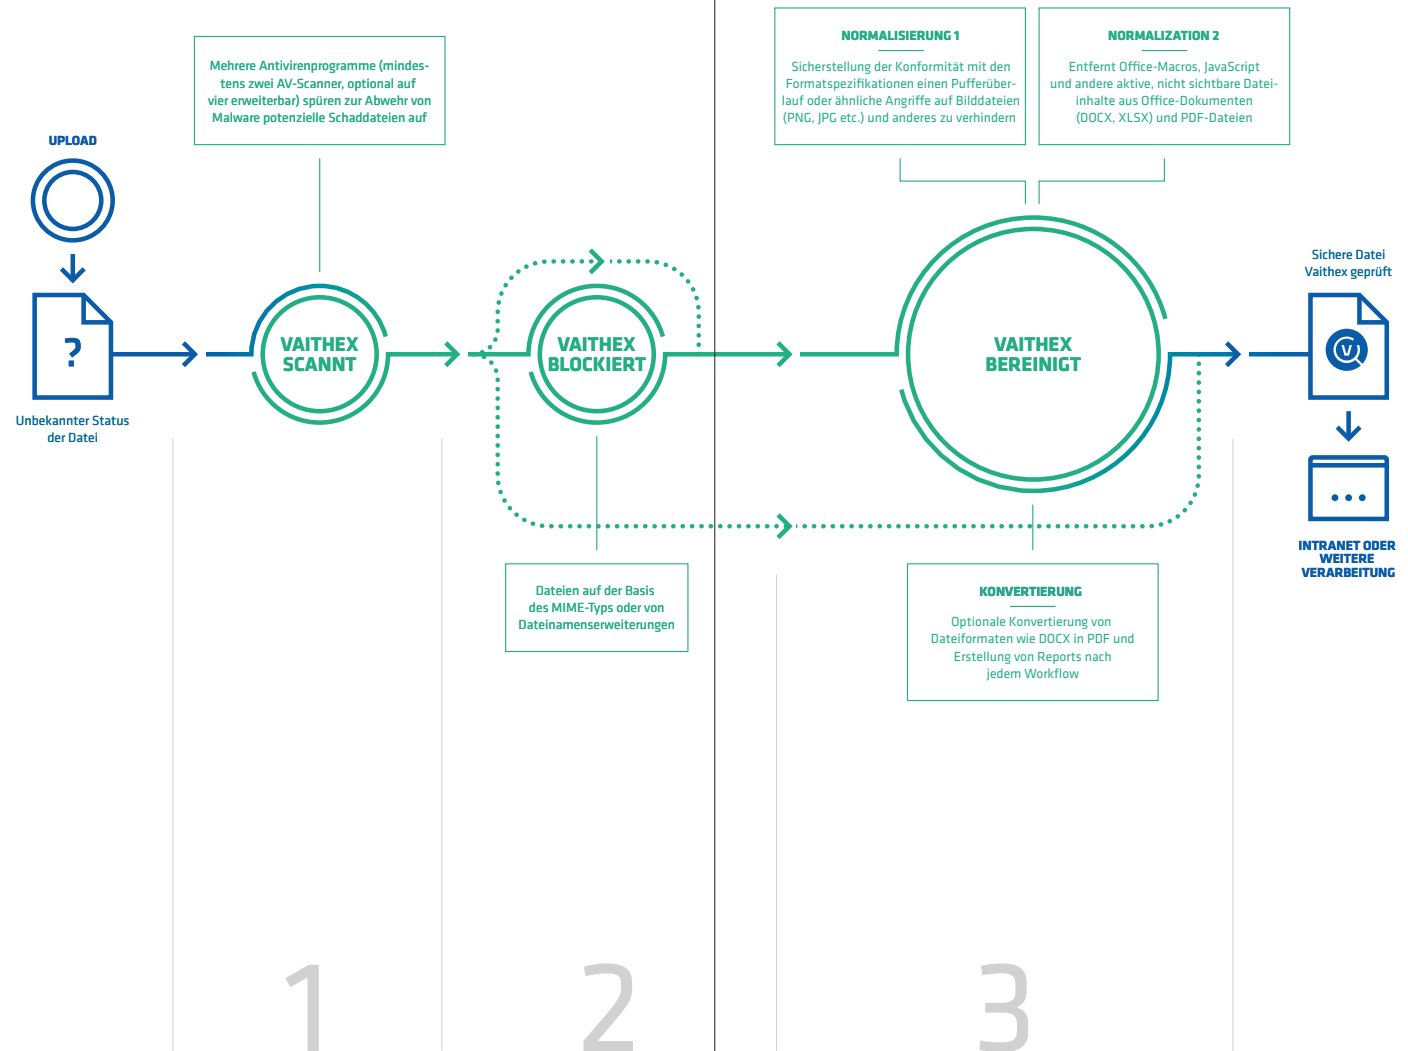 Mehrere Antivirenprogramme (mindes-
tens zwei AV-Scanner, optional auf
vier erweiterbar) spüren zur Abwehr von
Malware potenzielle Schaddateien auf
NORMALISIERUNG 1
Sicherstellung der Konformität mit den
Formatspezifikationen einen Pufferüber-
lauf oder ähnliche Angriffe auf Bilddateien
(PNG, JPG etc.) und anderes zu verhindern
NORMALIZATION 2
Entfernt Office-Macros, JavaScript
und andere aktive, nicht sichtbare Datei-
inhalte aus Office-Dokumenten
(DOCX, XLSX) und PDF-Dateien
UPLOAD
?
Unbekannter Status
der Datei
VAITHEX
SCANNT
VAITHEX
BLOCKIERT
VAITHEX
BEREINIGT
Sichere Datei
Vaithex geprüft
V
INTRANET ODER
WEITERE
VERARBEITUNG
Dateien auf der Basis
des MIME-Typs oder von
Dateinamenserweiterungen
KONVERTIERUNG
Optionale Konvertierung von
Dateiformaten wie DOCX in PDF und
Erstellung von Reports nach
jedem Workflow
1
2
3